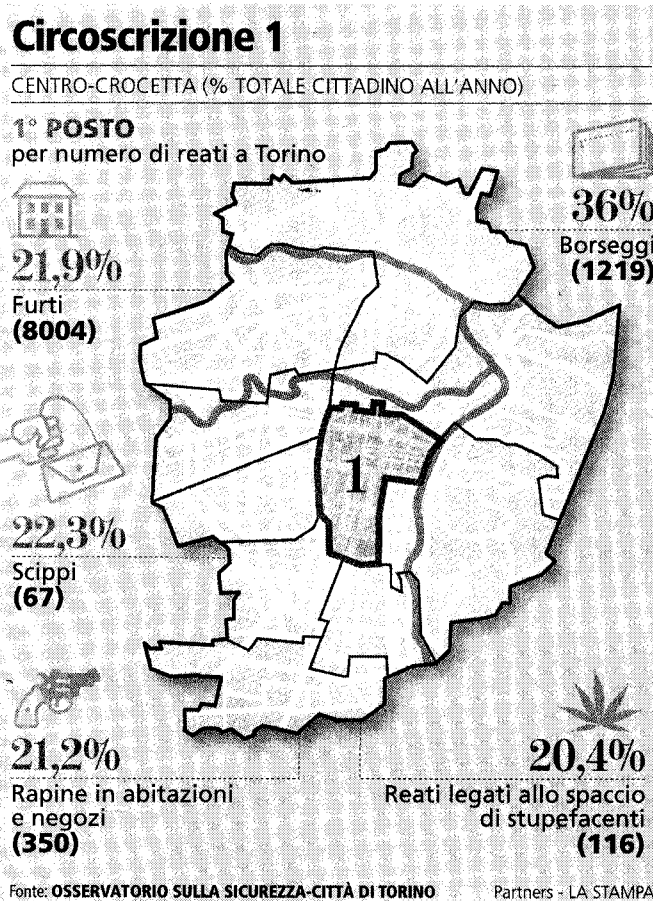 Circoscrizione 1
CENTRO-CROCETTA (% TOTALE CITTADINO ALL'ANNO)
1° POSTO
per numero di reati a Torino
36%
Borseggi
(1219)
21,9%
Furti
(8004)
1
22,3%
Scippi
(67)
21,2%
Rapine in abitazioni
e negozi
(350)
20,4%
Reati legati allo spaccio
di stupefacenti
(116)
Fonte: OSSERVATORIO SULLA SICUREZZA-CITTÀ DI TORINO
Partners - LA STAMPA